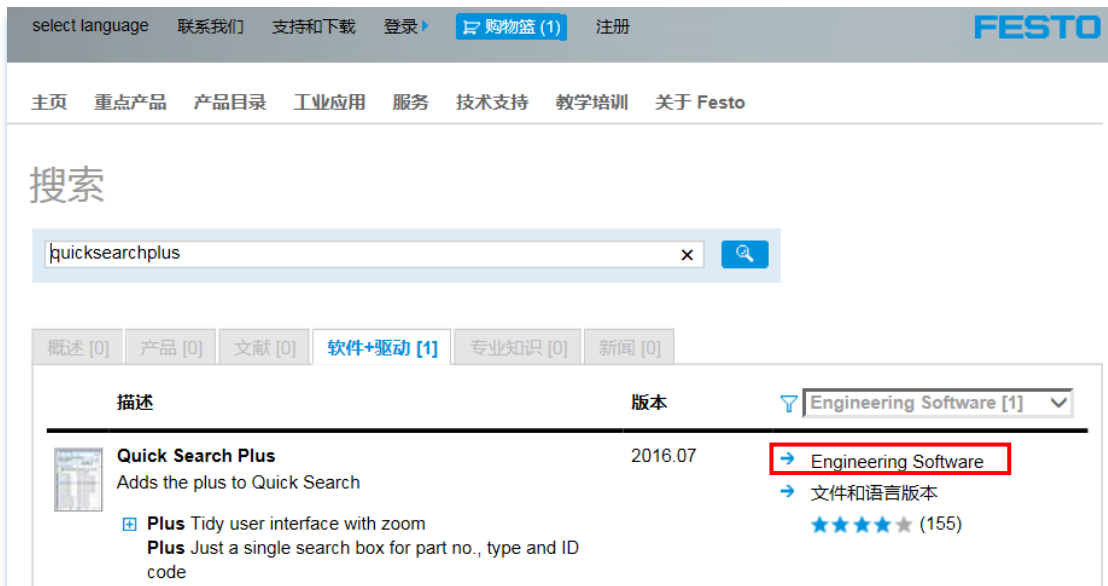 select language 联系我们 支持和下载 登录 购物篮 (1) 注册 FESTO
主页 重点产品 产品目录 工业应用 服务 技术支持 教学培训 关于 Festo
搜索
quicksearchplus
概述 [0] 产品 [0] 文献 [0] 软件+驱动 [1] 专业知识 [0] 新闻 [0]
描述 版本 Engineering Software [1]
Quick Search Plus 2016.07 Engineering Software
Adds the plus to Quick Search 文件和语言版本
Plus Tidy user interface with zoom (155)
Plus Just a single search box for part no., type and ID
code